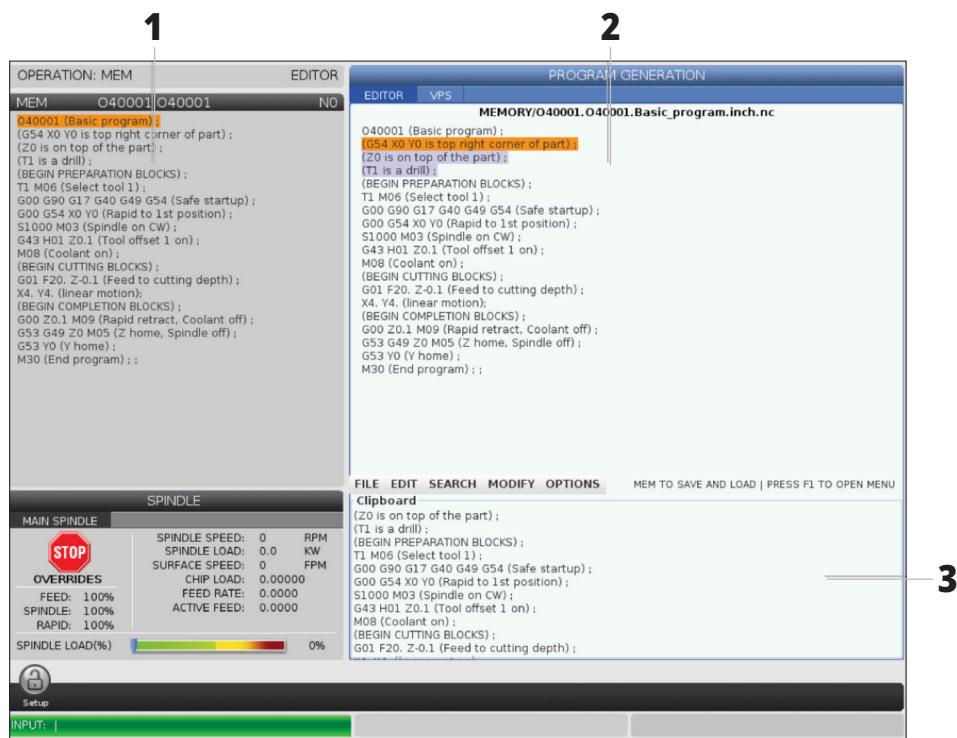 1
2
OPERATION: MEM EDITOR
MEM O40001 O40001 N0
O40001 (Basic program) ;
(G54 X0 Y0 is top right corner of part) ;
(Z0 is on top of the part) ;
(T1 is a drill) ;
(BEGIN PREPARATION BLOCKS) ;
T1 M06 (Select tool 1) ;
G00 G90 G17 G40 G49 G54 (Safe startup) ;
G00 G54 X0 Y0 (Rapid to 1st position) ;
S1000 M03 (Spindle on CW) ;
G43 H01 Z0.1 (Tool offset 1 on) ;
M08 (Coolant on) ;
(BEGIN CUTTING BLOCKS) ;
G01 F20. Z-0.1 (Feed to cutting depth) ;
X4. Y4. (linear motion);
(BEGIN COMPLETION BLOCKS) ;
G00 Z0.1 M09 (Rapid retract, Coolant off) ;
G53 G49 Z0 M05 (Z home, Spindle off) ;
G53 Y0 (Y home) ;
M30 (End program) ; ;
PROGRAM GENERATION
EDITOR VPS
MEMORY/O40001.O40001.Basic_program.inch.nc
O40001 (Basic program) ;
(G54 X0 Y0 is top right corner of part) ;
(Z0 is on top of the part) ;
(T1 is a drill) ;
(BEGIN PREPARATION BLOCKS) ;
T1 M06 (Select tool 1) ;
G00 G90 G17 G40 G49 G54 (Safe startup) ;
G00 G54 X0 Y0 (Rapid to 1st position) ;
S1000 M03 (Spindle on CW) ;
G43 H01 Z0.1 (Tool offset 1 on) ;
M08 (Coolant on) ;
(BEGIN CUTTING BLOCKS) ;
G01 F20. Z-0.1 (Feed to cutting depth) ;
X4. Y4. (linear motion);
(BEGIN COMPLETION BLOCKS) ;
G00 Z0.1 M09 (Rapid retract, Coolant off) ;
G53 G49 Z0 M05 (Z home, Spindle off) ;
G53 Y0 (Y home) ;
M30 (End program) ; ;
FILE EDIT SEARCH MODIFY OPTIONS MEM TO SAVE AND LOAD | PRESS F1 TO OPEN MENU
Clipboard
(Z0 is on top of the part) ;
(T1 is a drill) ;
(BEGIN PREPARATION BLOCKS) ;
T1 M06 (Select tool 1) ;
G00 G90 G17 G40 G49 G54 (Safe startup) ;
G00 G54 X0 Y0 (Rapid to 1st position) ;
S1000 M03 (Spindle on CW) ;
G43 H01 Z0.1 (Tool offset 1 on) ;
M08 (Coolant on) ;
(BEGIN CUTTING BLOCKS) ;
G01 F20. Z-0.1 (Feed to cutting depth) ;
3
SPINDLE
MAIN SPINDLE
STOP
OVERRIDES
FEED: 100%
SPINDLE: 100%
RAPID: 100%
SPINDLE SPEED: 0 RPM
SPINDLE LOAD: 0.0 KW
SURFACE SPEED: 0 FPM
CHIP LOAD: 0.00000
FEED RATE: 0.0000
ACTIVE FEED: 0.0000
SPINDLE LOAD(%) 0%
Setup
INPUT: |